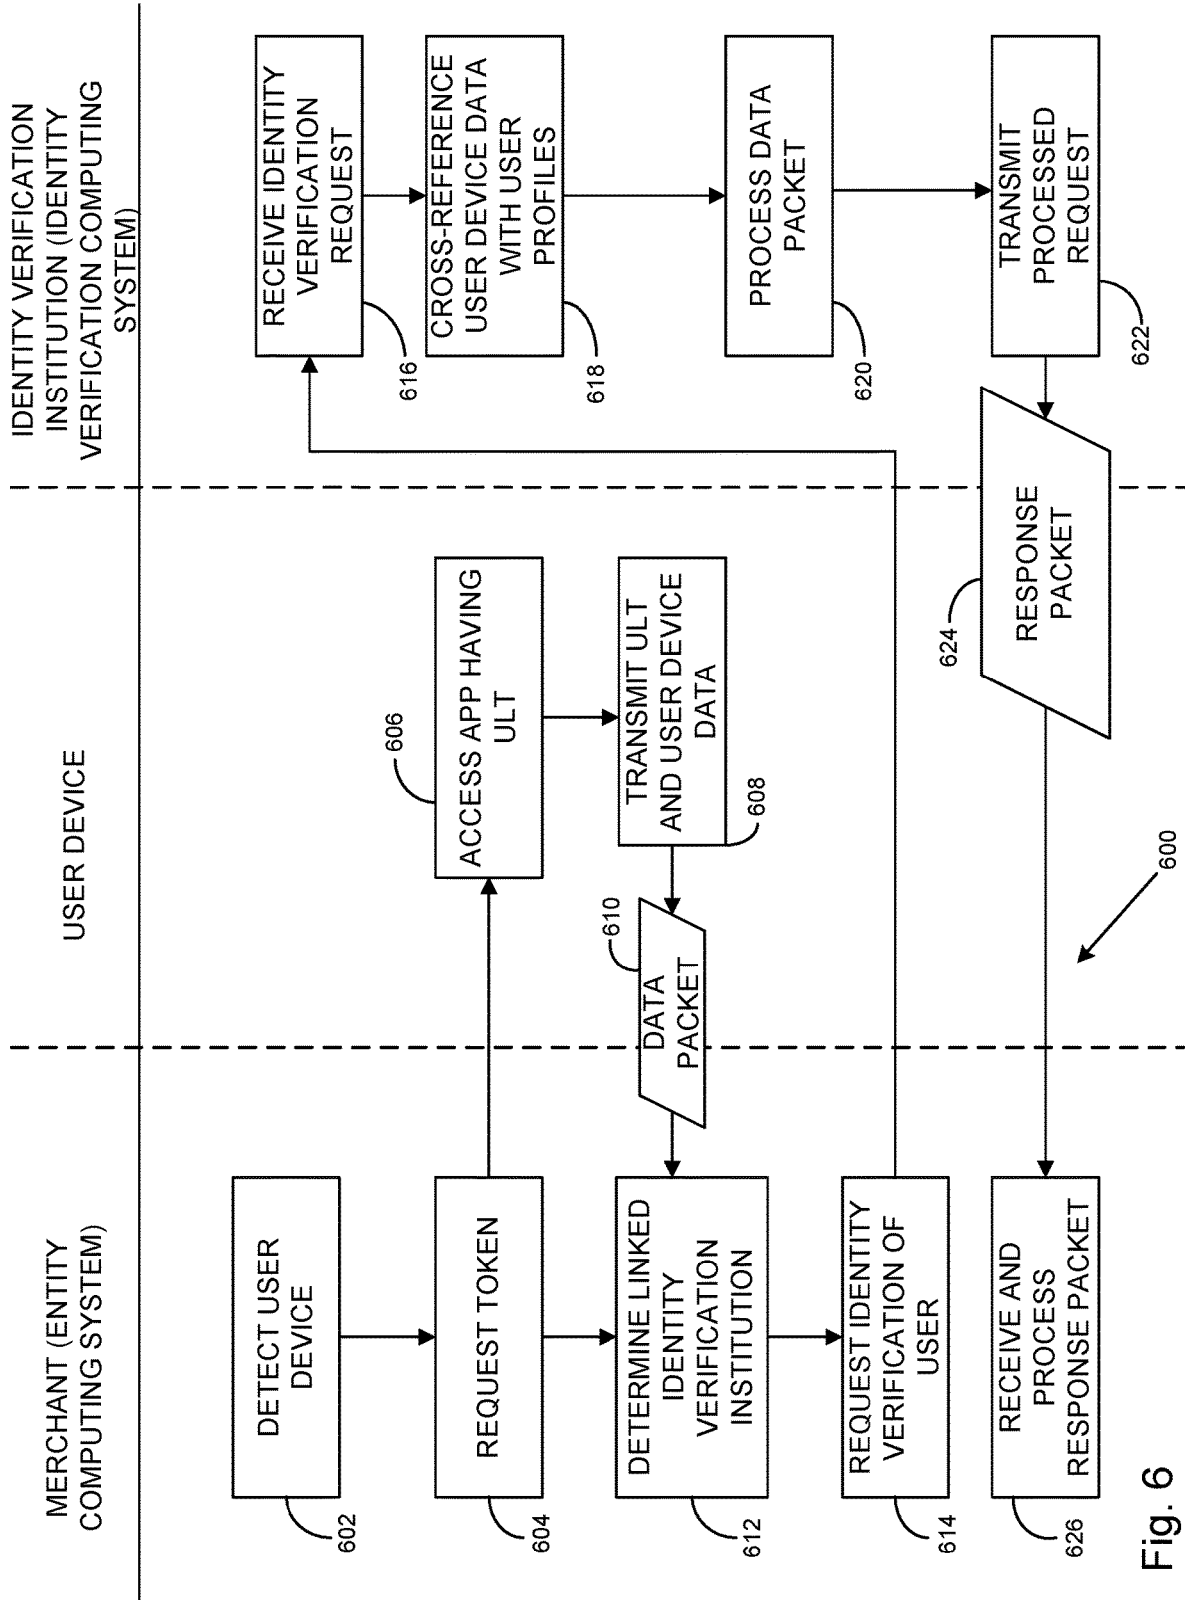 MERCHANT (ENTITY
COMPUTING SYSTEM)
USER DEVICE
IDENTITY VERIFICATION
INSTITUTION (IDENTITY
VERIFICATION COMPUTING
SYSTEM)
DETECT USER
DEVICE
602
REQUEST TOKEN
604
ACCESS APP HAVING
ULT
606
TRANSMIT ULT
AND USER DEVICE
DATA
608
DATA
PACKET
610
DETERMINE LINKED
IDENTITY
VERIFICATION
INSTITUTION
612
REQUEST IDENTITY
VERIFICATION OF
USER
614
RECEIVE IDENTITY
VERIFICATION
REQUEST
616
CROSS-REFERENCE
USER DEVICE DATA
WITH USER
PROFILES
618
PROCESS DATA
PACKET
620
TRANSMIT
PROCESSED
REQUEST
622
RESPONSE
PACKET
624
RECEIVE AND
PROCESS
RESPONSE PACKET
626
600
Fig. 6